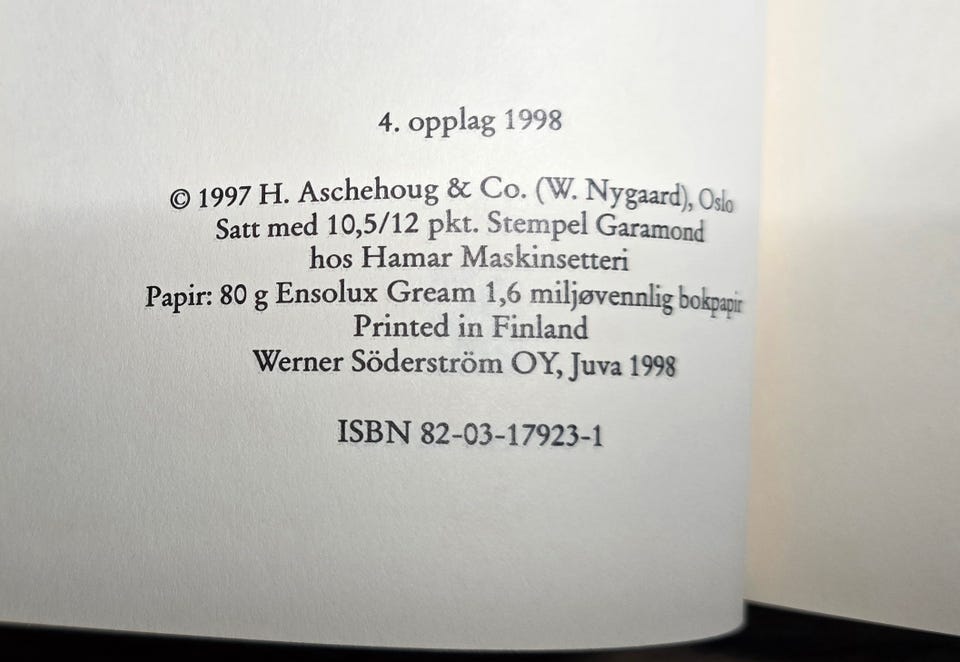 4. opplag 1998
© 1997 H. Aschehoug & Co. (W. Nygaard), Oslo
Satt med 10,5/12 pkt. Stempel Garamond
hos Hamar Maskinsetteri
Papir: 80 g Ensolux Gream 1,6 miljøvennlig bokpapir
Printed in Finland
Werner Söderström OY, Juva 1998
ISBN 82-03-17923-1